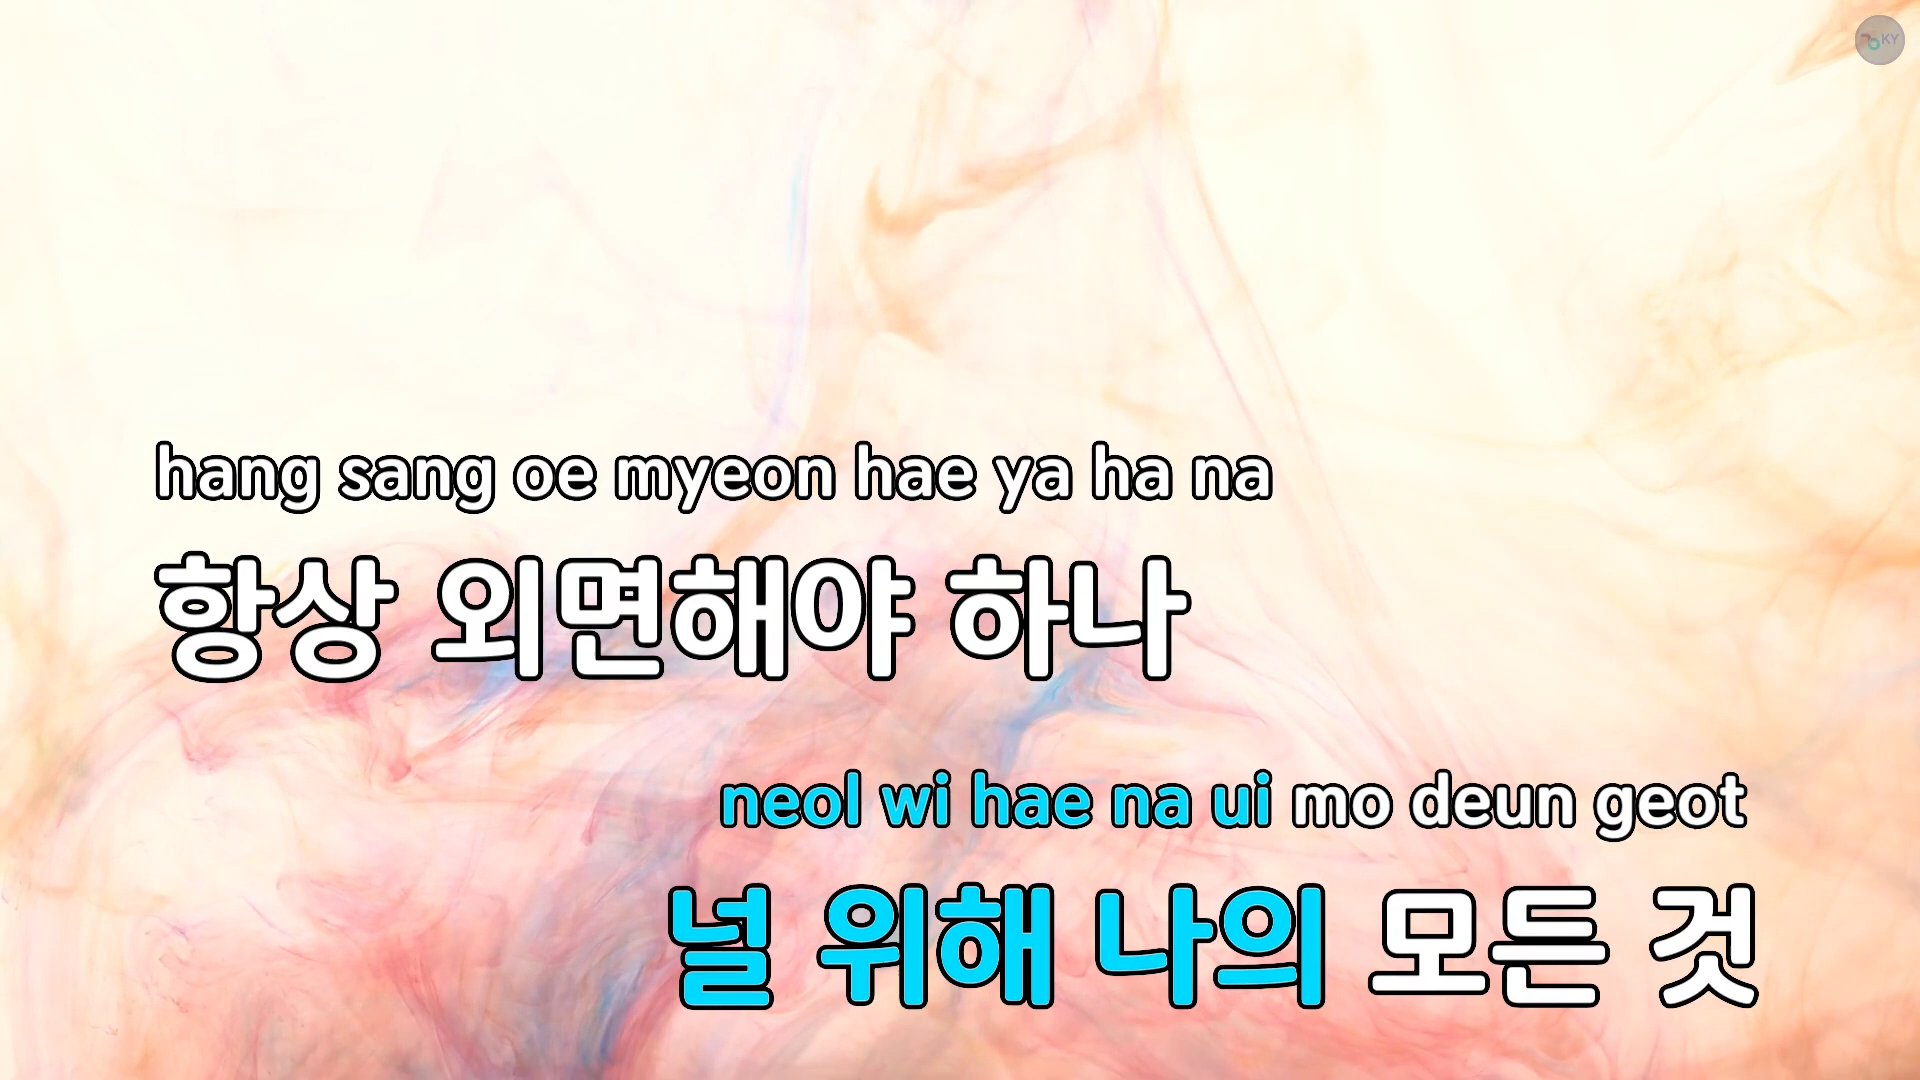 KY
hang sang oe myeon hae ya ha na
항상 외면해야 하나
neol wi hae na ui mo deun geot
널 위해 나의 모든 것